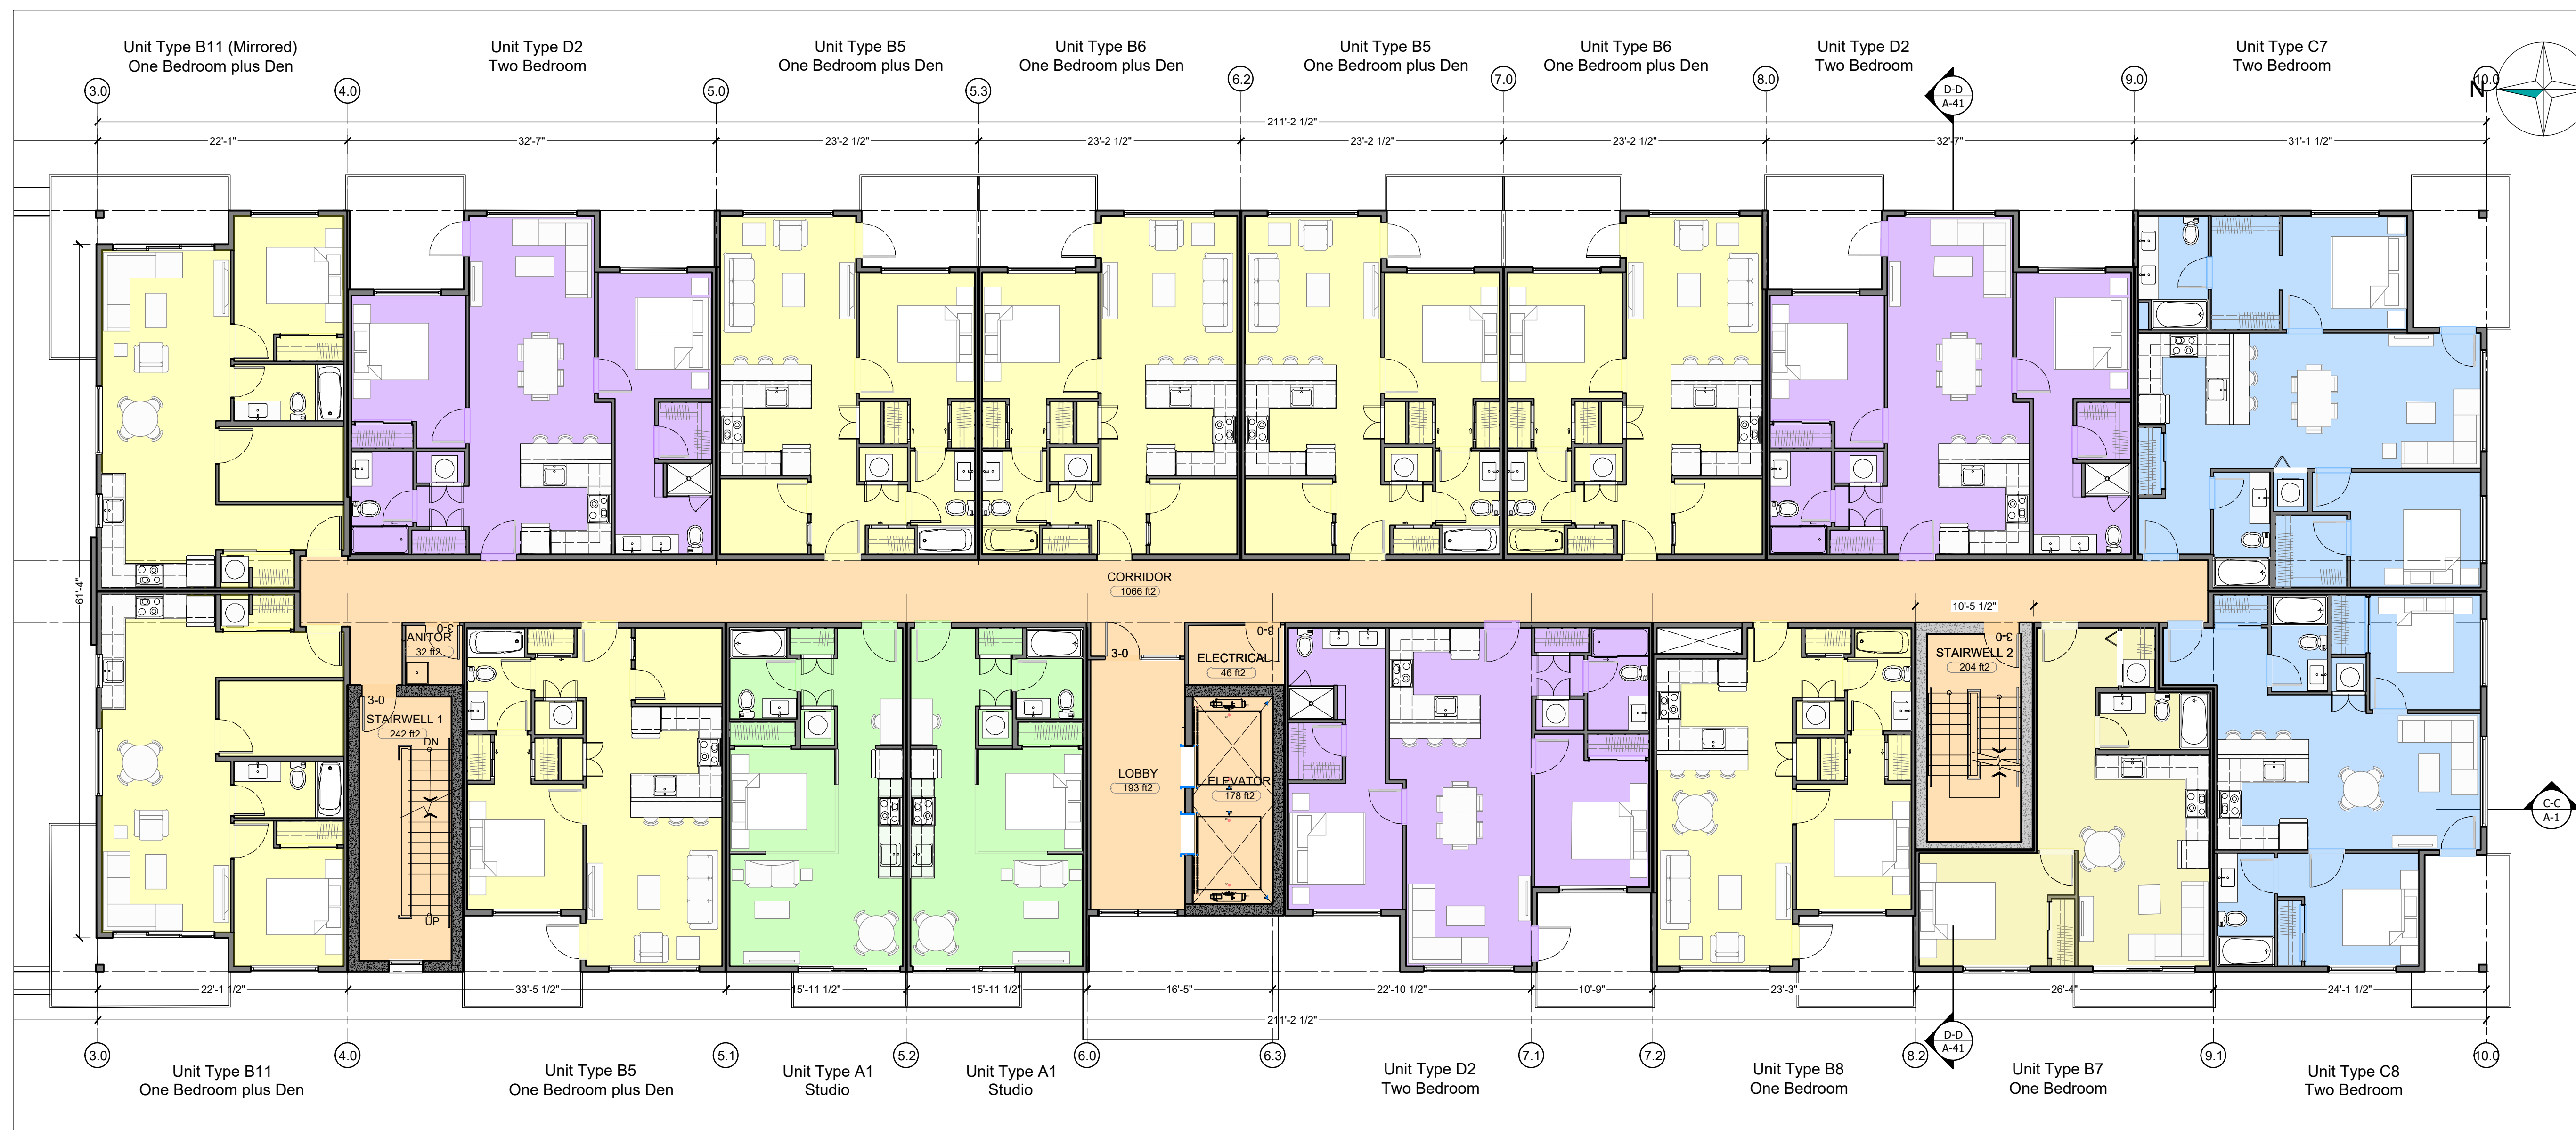 Unit Type B11 (Mirrored)
One Bedroom plus Den
Unit Type D2
Two Bedroom
Unit Type B5
One Bedroom plus Den
Unit Type B6
One Bedroom plus Den
Unit Type B5
One Bedroom plus Den
Unit Type B6
One Bedroom plus Den
Unit Type D2
Two Bedroom
Unit Type C7
Two Bedroom
3.0
4.0
5.0
5.3
6.2
7.0
8.0
D-D
A-41
9.0
10.0
N
211'-2 1/2"
22'-1"
32'-7"
23'-2 1/2"
23'-2 1/2"
23'-2 1/2"
23'-2 1/2"
32'-7"
31'-1 1/2"
61'-4"
CORRIDOR
1066 ft2
10'-5 1/2"
3-0
JANITOR
32 ft2
3-0
STAIRWELL 1
242 ft2
DN
UP
3-0
LOBBY
193 ft2
3-0
ELECTRICAL
46 ft2
ELEVATOR
178 ft2
3-0
STAIRWELL 2
204 ft2
C-C
A-1
22'-1 1/2"
33'-5 1/2"
15'-11 1/2"
15'-11 1/2"
16'-5"
22'-10 1/2"
10'-9"
23'-3"
26'-4"
24'-1 1/2"
211'-2 1/2"
3.0
4.0
5.1
5.2
6.0
6.3
7.1
7.2
8.2
D-D
A-41
9.1
10.0
Unit Type B11
One Bedroom plus Den
Unit Type B5
One Bedroom plus Den
Unit Type A1
Studio
Unit Type A1
Studio
Unit Type D2
Two Bedroom
Unit Type B8
One Bedroom
Unit Type B7
One Bedroom
Unit Type C8
Two Bedroom